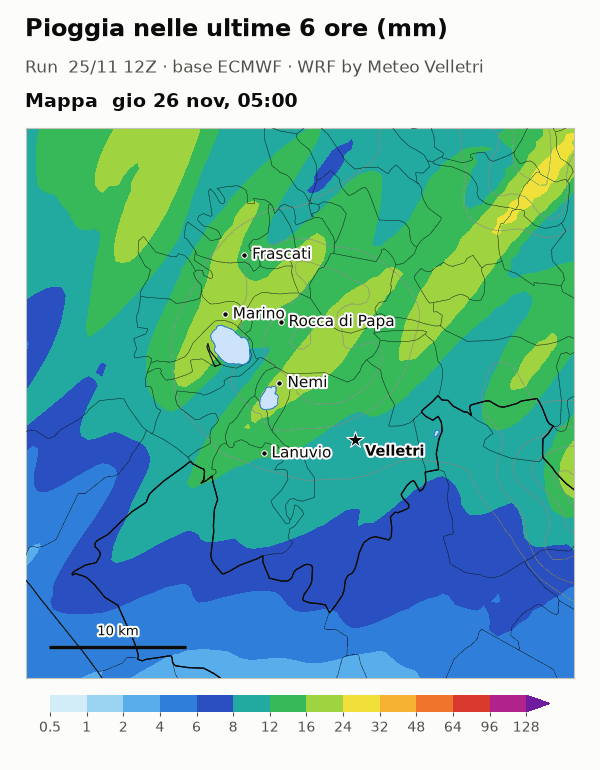 Pioggia nelle ultime 6 ore (mm)
Run  25/11 12Z · base ECMWF · WRF by Meteo Velletri
Mappa  gio 26 nov, 05:00
Frascati
Marino
Rocca di Papa
Nemi
Velletri
Lanuvio
10 km
0.5 1 2 4 6 8 12 16 24 32 48 64 96 128